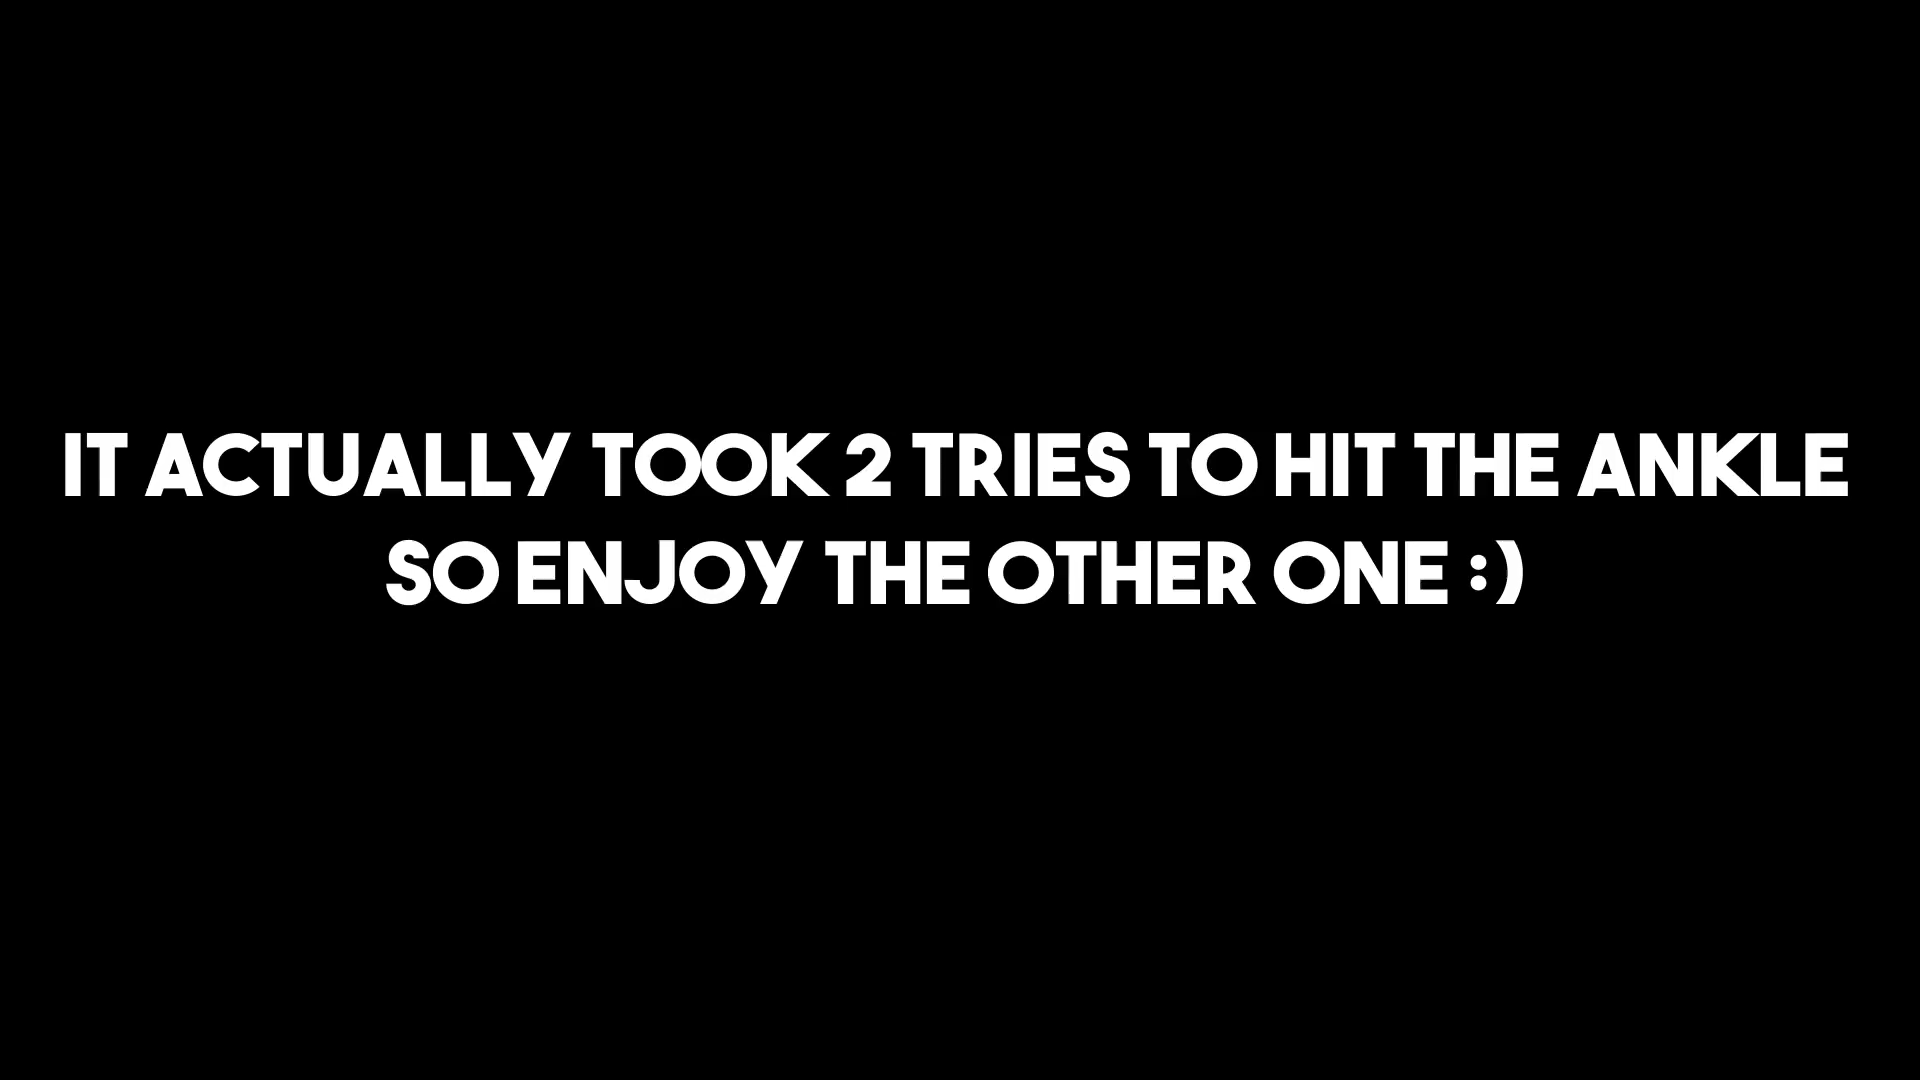 IT ACTUALLY TOOK 2 TRIES TO HIT THE ANKLE
SO ENJOY THE OTHER ONE :)